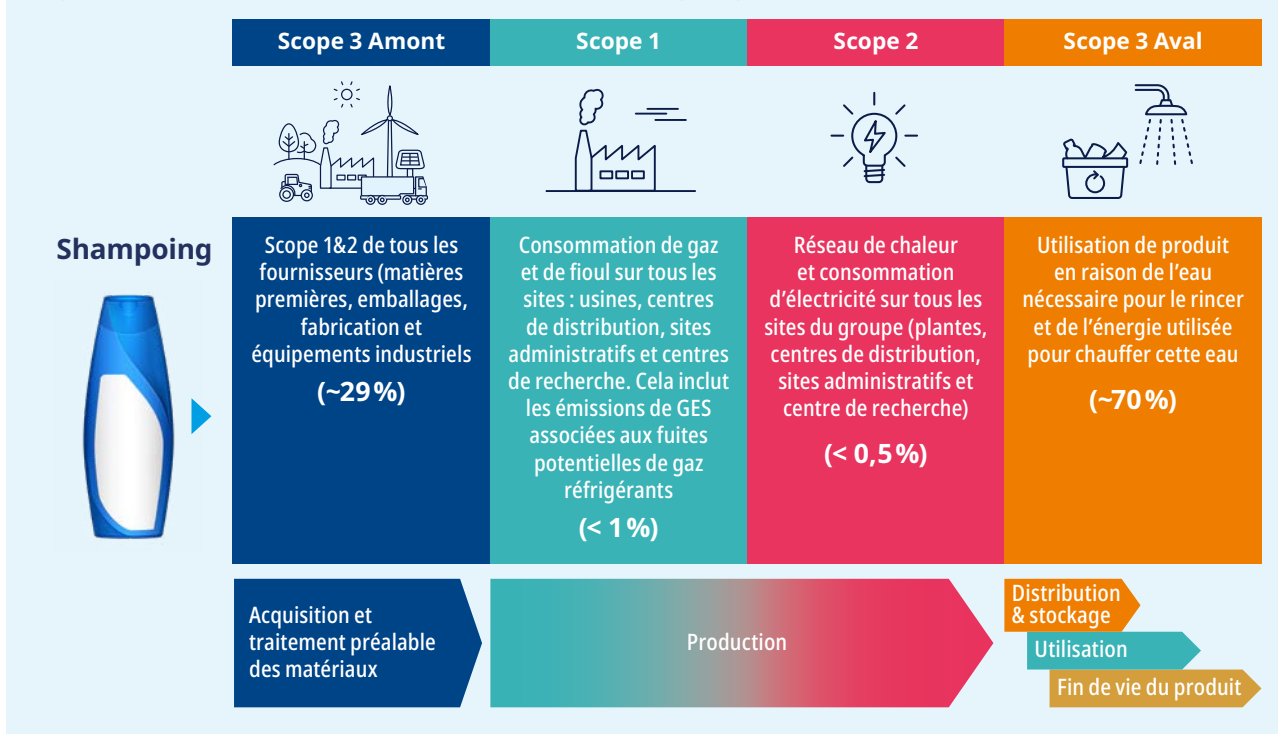 Scope 3 Amont
Scope 1
Scope 2
Scope 3 Aval
Shampoing
Scope 1&2 de tous les
fournisseurs (matières
premières, emballages,
fabrication et
équipements industriels
(~29 %)
Consommation de gaz
et de fioul sur tous les
sites : usines, centres
de distribution, sites
administratifs et centres
de recherche. Cela inclut
les émissions de GES
associées aux fuites
potentielles de gaz
réfrigérants
(< 1 %)
Réseau de chaleur
et consommation
d’électricité sur tous les
sites du groupe (plantes,
centres de distribution,
sites administratifs et
centre de recherche)
(< 0,5 %)
Utilisation de produit
en raison de l’eau
nécessaire pour le rincer
et de l’énergie utilisée
pour chauffer cette eau
(~70 %)
Acquisition et
traitement préalable
des matériaux
Production
Distribution
& stockage
Utilisation
Fin de vie du produit